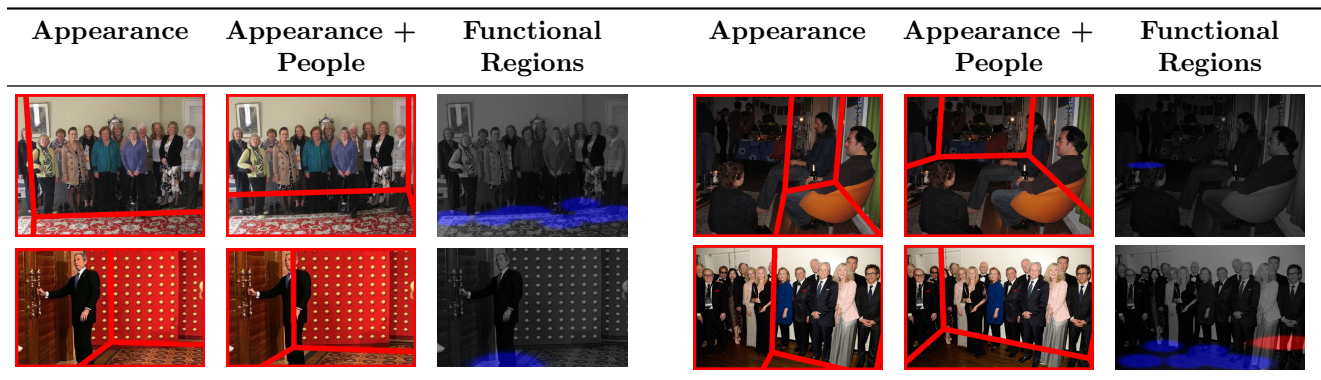 Appearance
Appearance +
People
Functional
Regions
Appearance
Appearance +
People
Functional
Regions